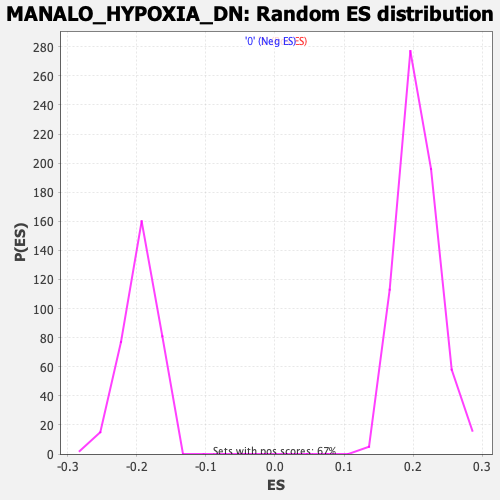 MANALO_HYPOXIA_DN: Random ES distribution
'0' (Neg ES)
ES)
280
260
240
220
200
180
160
140
120
100
80
60
40
20
0
P(ES)
Sets with pos scores: 67%
-0.3 -0.2 -0.1 0.0 0.1 0.2 0.3
ES